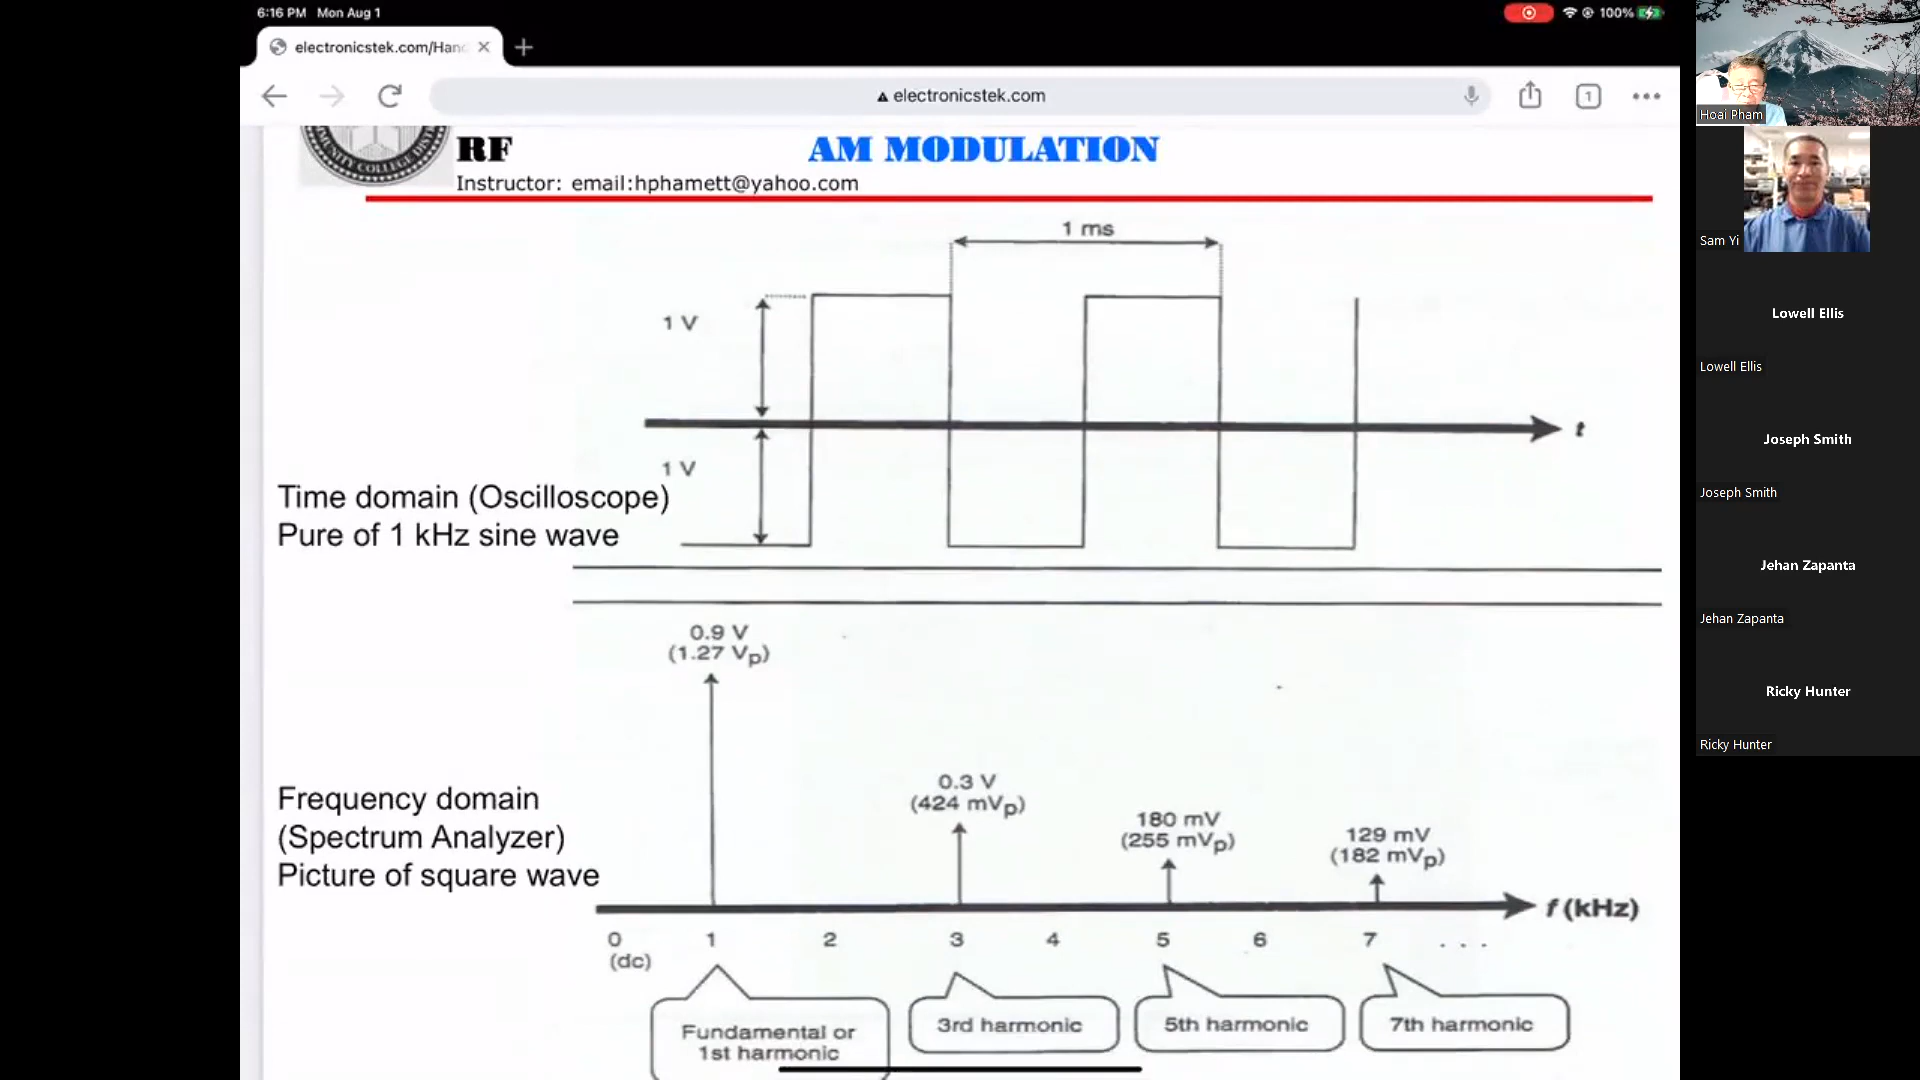 6:16 PM Mon Aug 1
100%
electronicstek.com/Han
electronicstek.com
1
RF
AM MODULATION
Instructor: email:hphamett@yahoo.com
1 ms
1 V
t
1 V
Time domain (Oscilloscope)
Pure of 1 kHz sine wave
0.9 V
(1.27 Vp)
0.3 V
(424 mVp)
180 mV
(255 mVp)
129 mV
(182 mVp)
Frequency domain
(Spectrum Analyzer)
Picture of square wave
f (kHz)
0 1 2 3 4 5 6 7 . . .
(dc)
Fundamental or
1st harmonic
3rd harmonic
5th harmonic
7th harmonic
Hoai Pham
Sam Yi
Lowell Ellis
Lowell Ellis
Joseph Smith
Joseph Smith
Jehan Zapanta
Jehan Zapanta
Ricky Hunter
Ricky Hunter